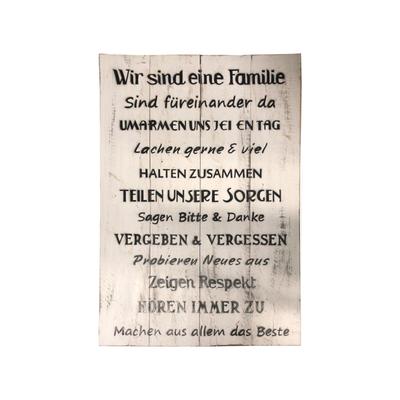 Wir sind eine Familie
Sind füreinander da
UMARMEN UNS JEDEN TAG
Lachen gerne & viel
HALTEN ZUSAMMEN
TEILEN UNSERE SORGEN
Sagen Bitte & Danke
VERGEBEN & VERGESSEN
Probieren Neues aus
Zeigen Respekt
HÖREN IMMER ZU
Machen aus allem das Beste